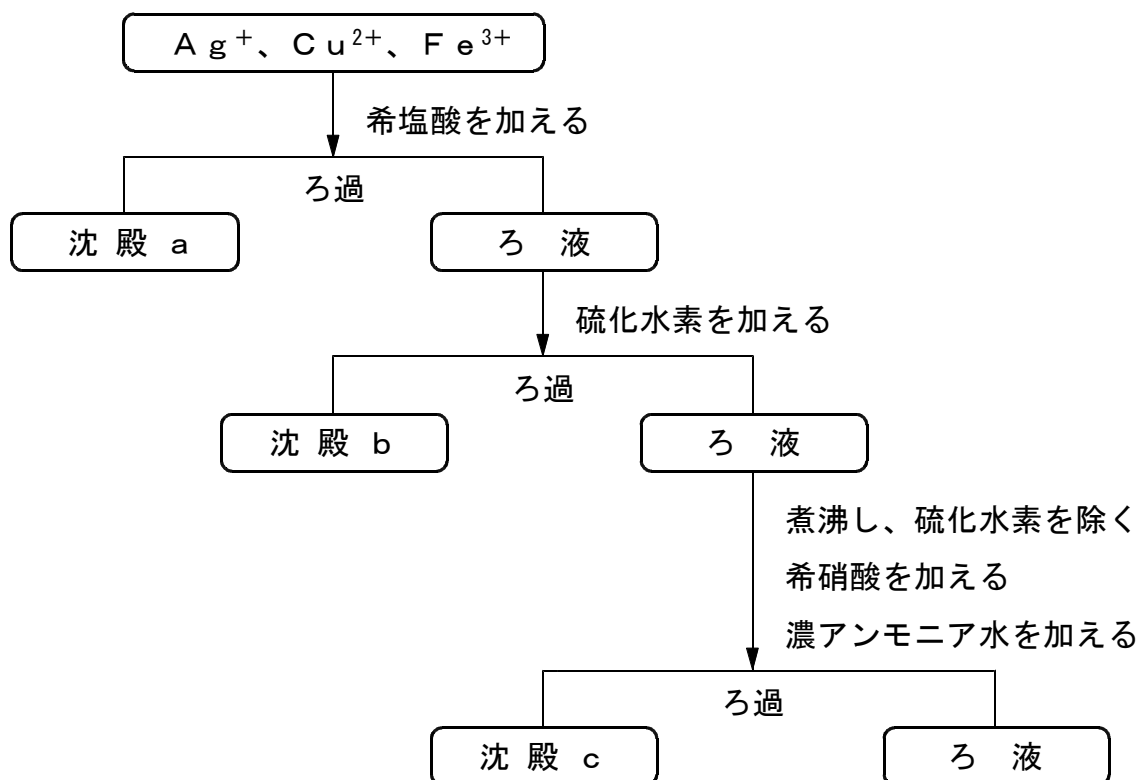 Ａｇ⁺、Ｃｕ²⁺、Ｆｅ³⁺
希塩酸を加える
ろ過
沈殿 ａ
ろ 液
硫化水素を加える
ろ過
沈殿 ｂ
ろ 液
煮沸し、硫化水素を除く
希硝酸を加える
濃アンモニア水を加える
ろ過
沈殿 ｃ
ろ 液